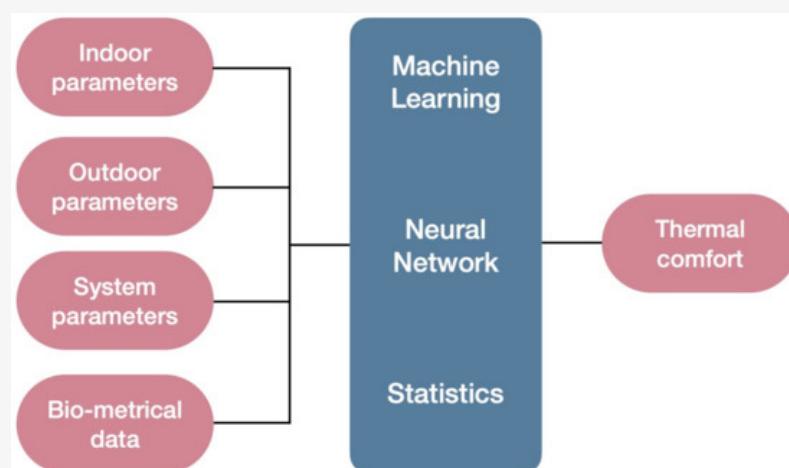 Indoor
parameters
Outdoor
parameters
System
parameters
Bio-metrical
data
Machine
Learning
Neural
Network
Statistics
Thermal
comfort